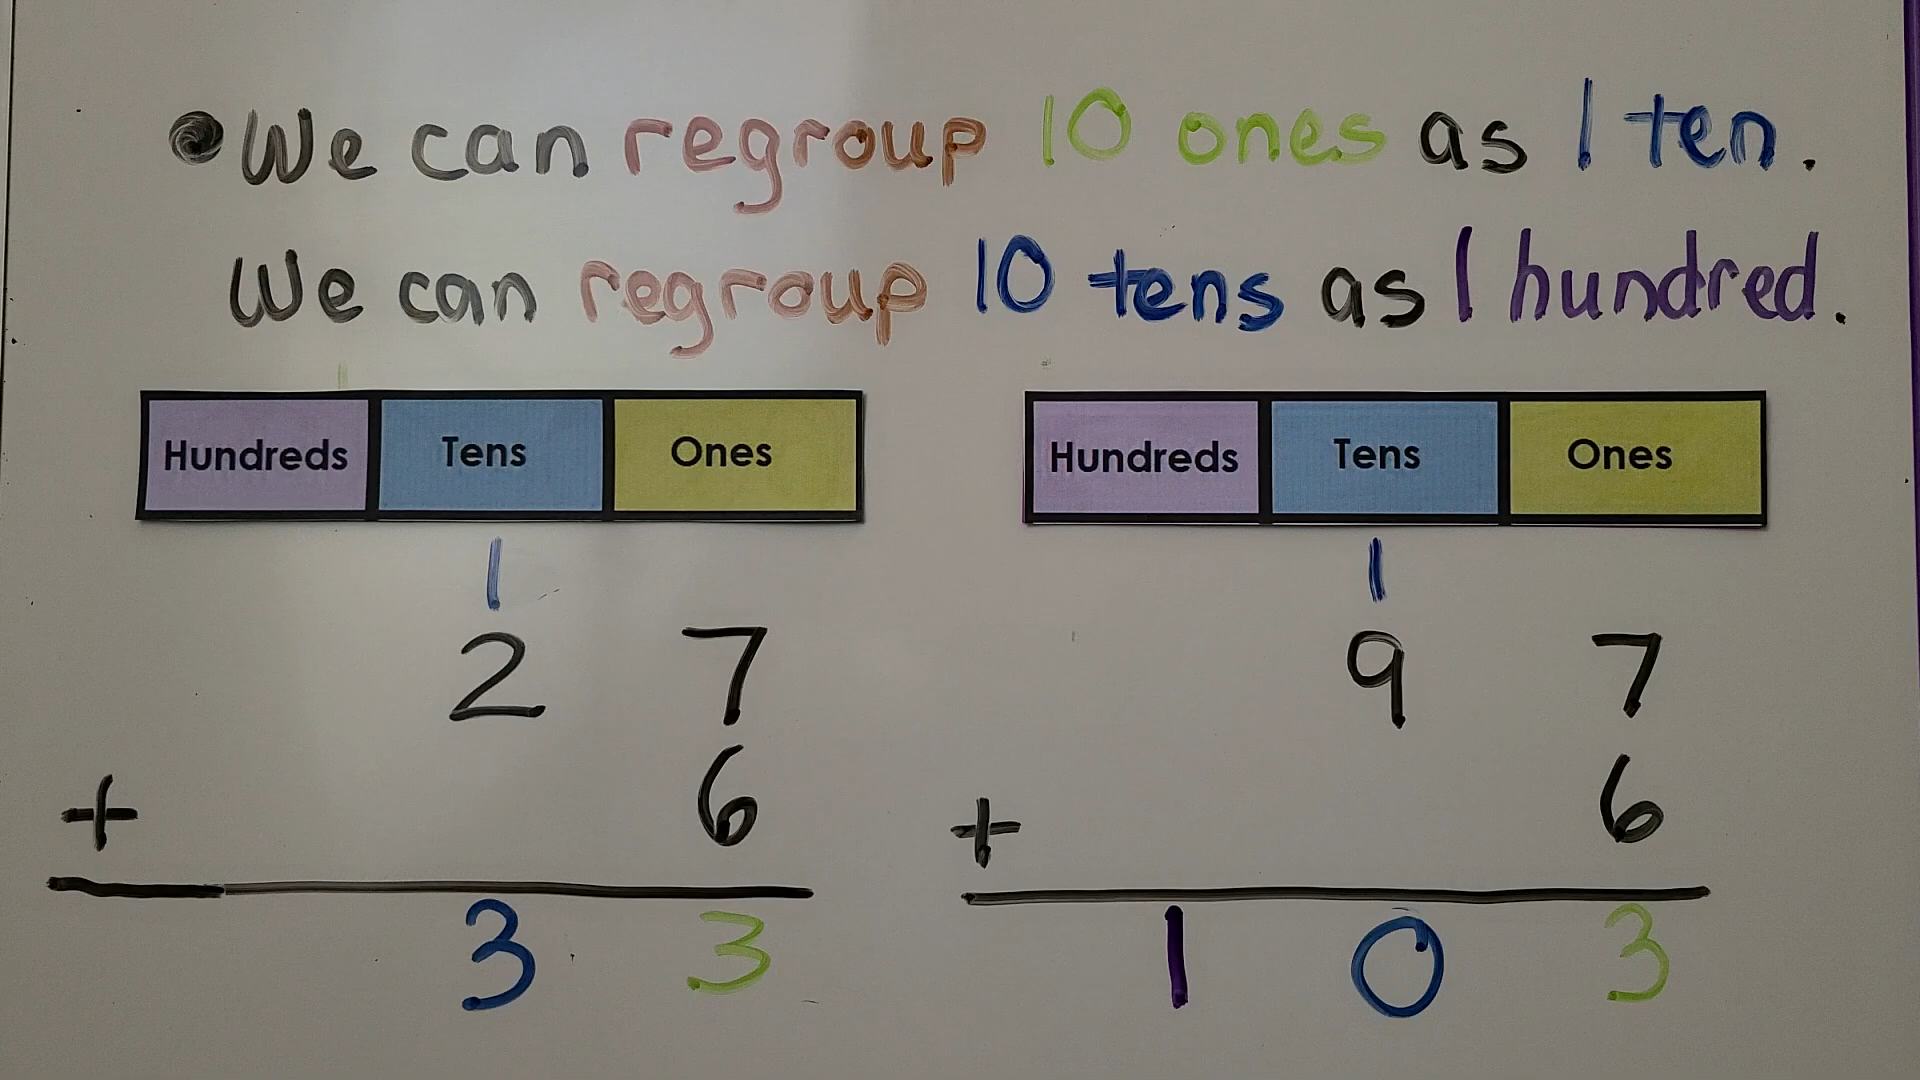 We can regroup 10 ones as 1 ten.
We can regroup 10 tens as 1 hundred.
Hundreds Tens Ones
1
2 7
+ 6
3 3
Hundreds Tens Ones
1
9 7
+ 6
1 0 3